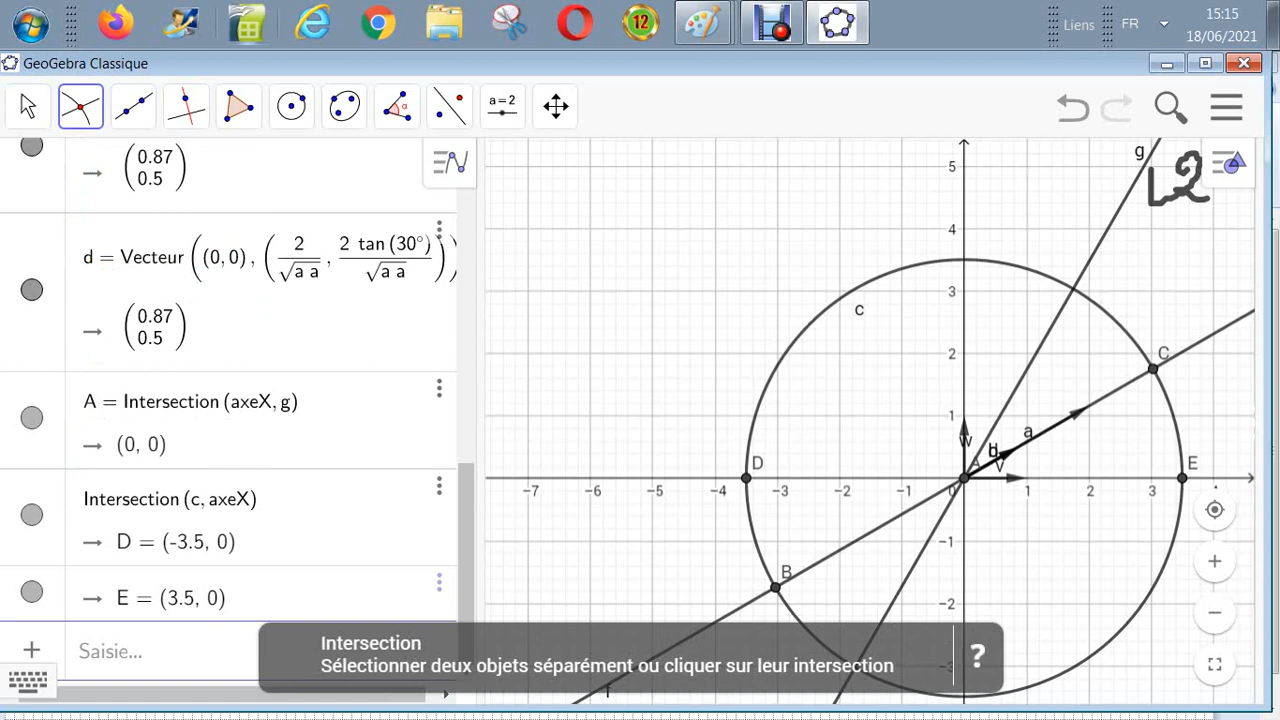 12
Liens
FR
15:15
18/06/2021
GeoGebra Classique
α
a=2
→ (0.87
0.5)
d = Vecteur ((0,0), (2/√a a, 2 tan (30°)/√a a))
→ (0.87
0.5)
A = Intersection (axeX, g)
→ (0, 0)
Intersection (c, axeX)
→ D = (-3.5, 0)
→ E = (3.5, 0)
+ Saisie...
g
L2
5
4
3
2
1
c
C
w
a
A
v
D
E
-7 -6 -5 -4 -3 -2 -1 0 1 2 3
-1
B
-2
-3
f
Intersection
Sélectionner deux objets séparément ou cliquer sur leur intersection
?